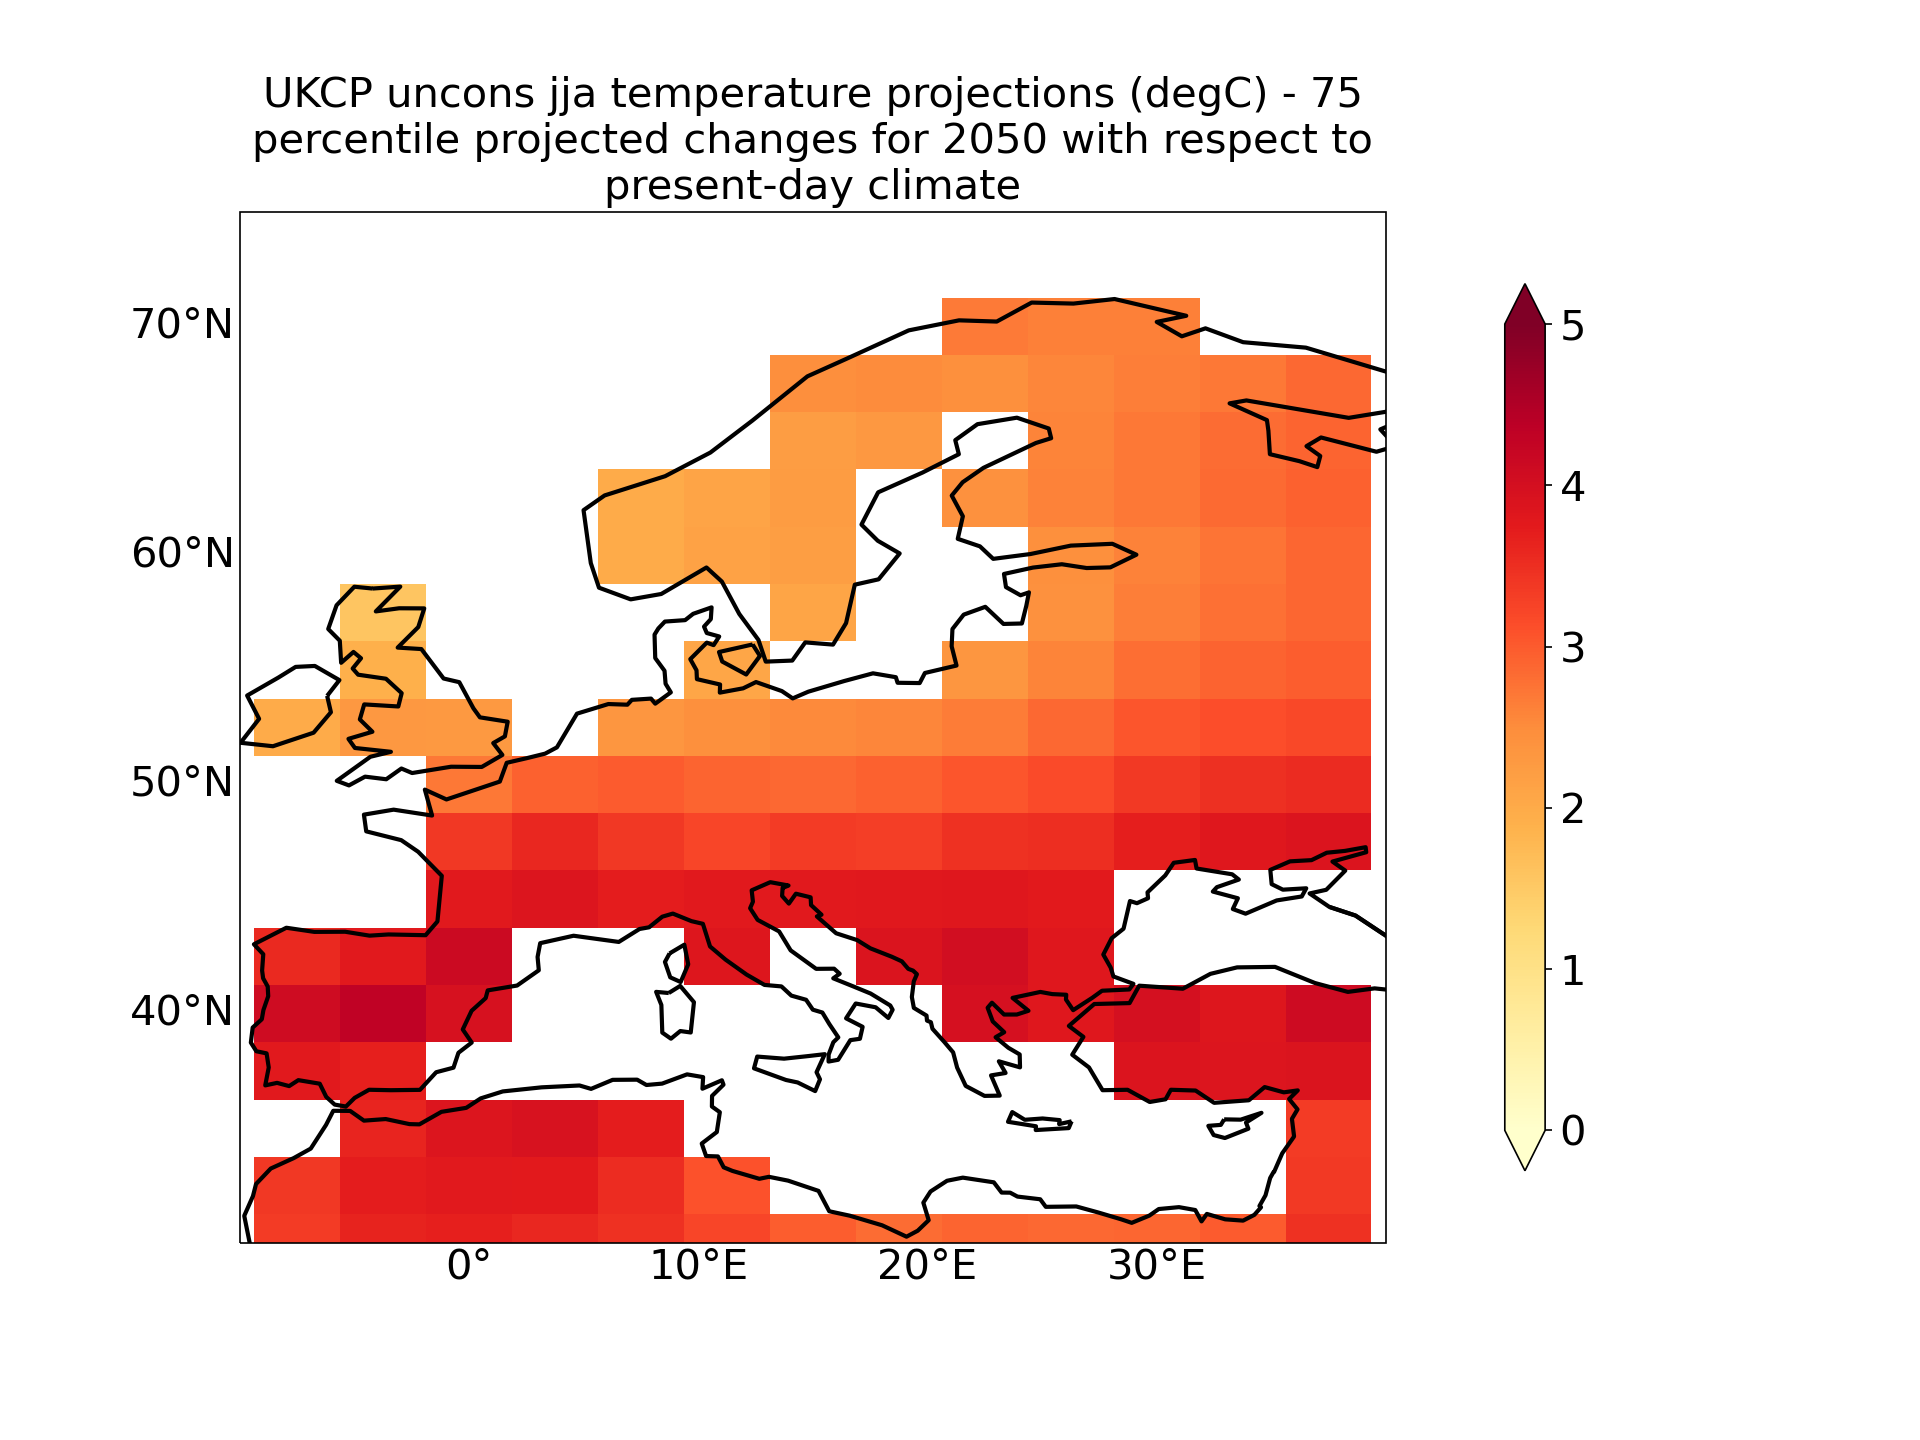 UKCP uncons jja temperature projections (degC) - 75
percentile projected changes for 2050 with respect to
present-day climate
70°N
60°N
50°N
40°N
0°
10°E
20°E
30°E
5
4
3
2
1
0